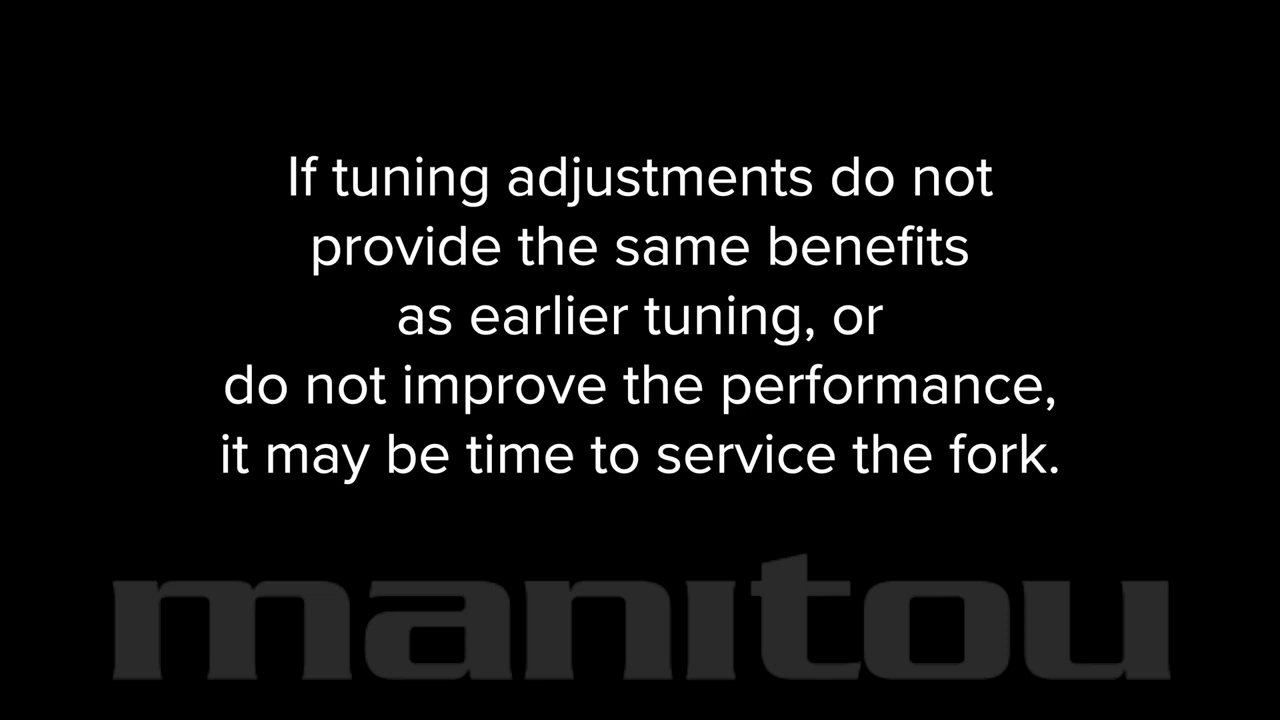 If tuning adjustments do not
provide the same benefits
as earlier tuning, or
do not improve the performance,
it may be time to service the fork.
manitou